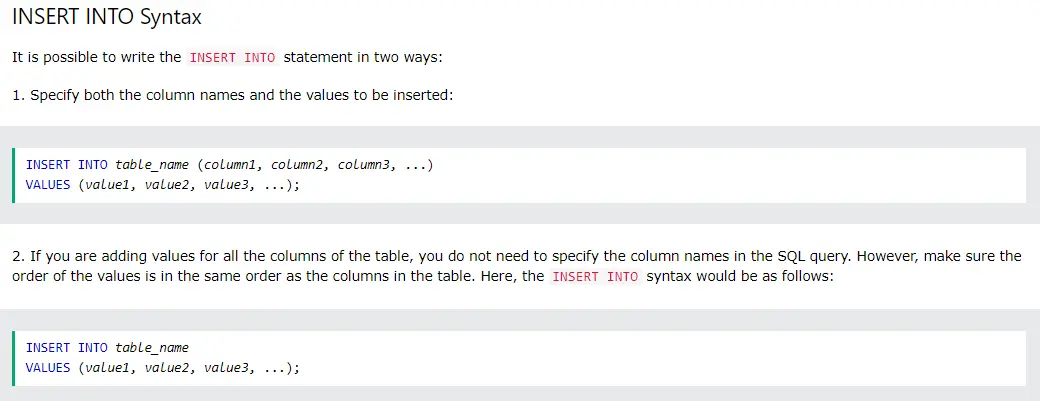 INSERT INTO Syntax
It is possible to write the INSERT INTO statement in two ways:
1. Specify both the column names and the values to be inserted:
INSERT INTO table_name (column1, column2, column3, ...)
VALUES (value1, value2, value3, ...);
2. If you are adding values for all the columns of the table, you do not need to specify the column names in the SQL query. However, make sure the
order of the values is in the same order as the columns in the table. Here, the INSERT INTO syntax would be as follows:
INSERT INTO table_name
VALUES (value1, value2, value3, ...);